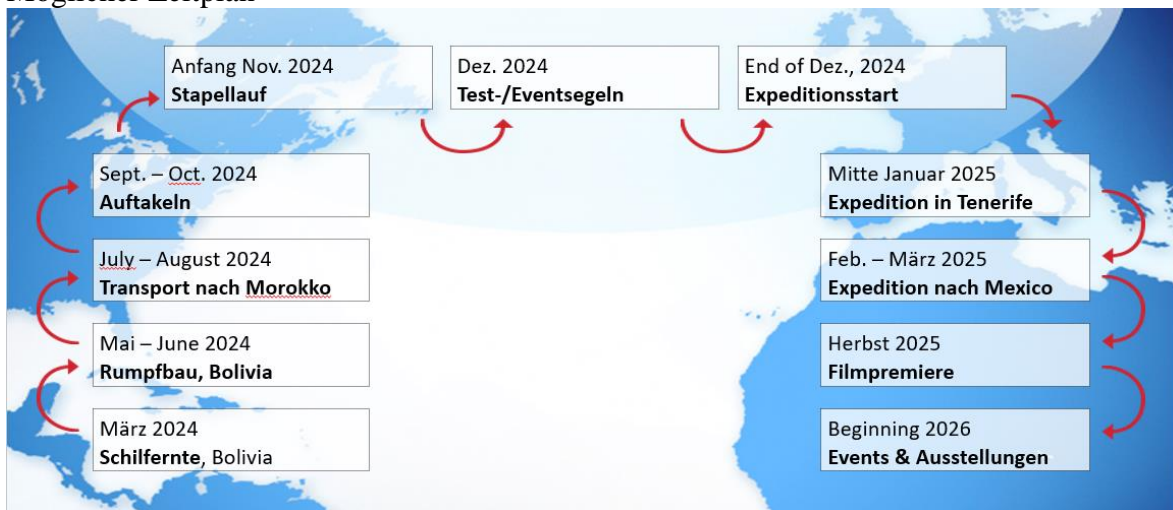 Möglicher Zeitplan
Anfang Nov. 2024
Stapellauf
Dez. 2024
Test-/Eventsegeln
End of Dez., 2024
Expeditionsstart
Sept. – Oct. 2024
Auftakeln
Mitte Januar 2025
Expedition in Tenerife
July – August 2024
Transport nach Morokko
Feb. – März 2025
Expedition nach Mexico
Mai – June 2024
Rumpfbau, Bolivia
Herbst 2025
Filmpremiere
März 2024
Schilfernte, Bolivia
Beginning 2026
Events & Ausstellungen